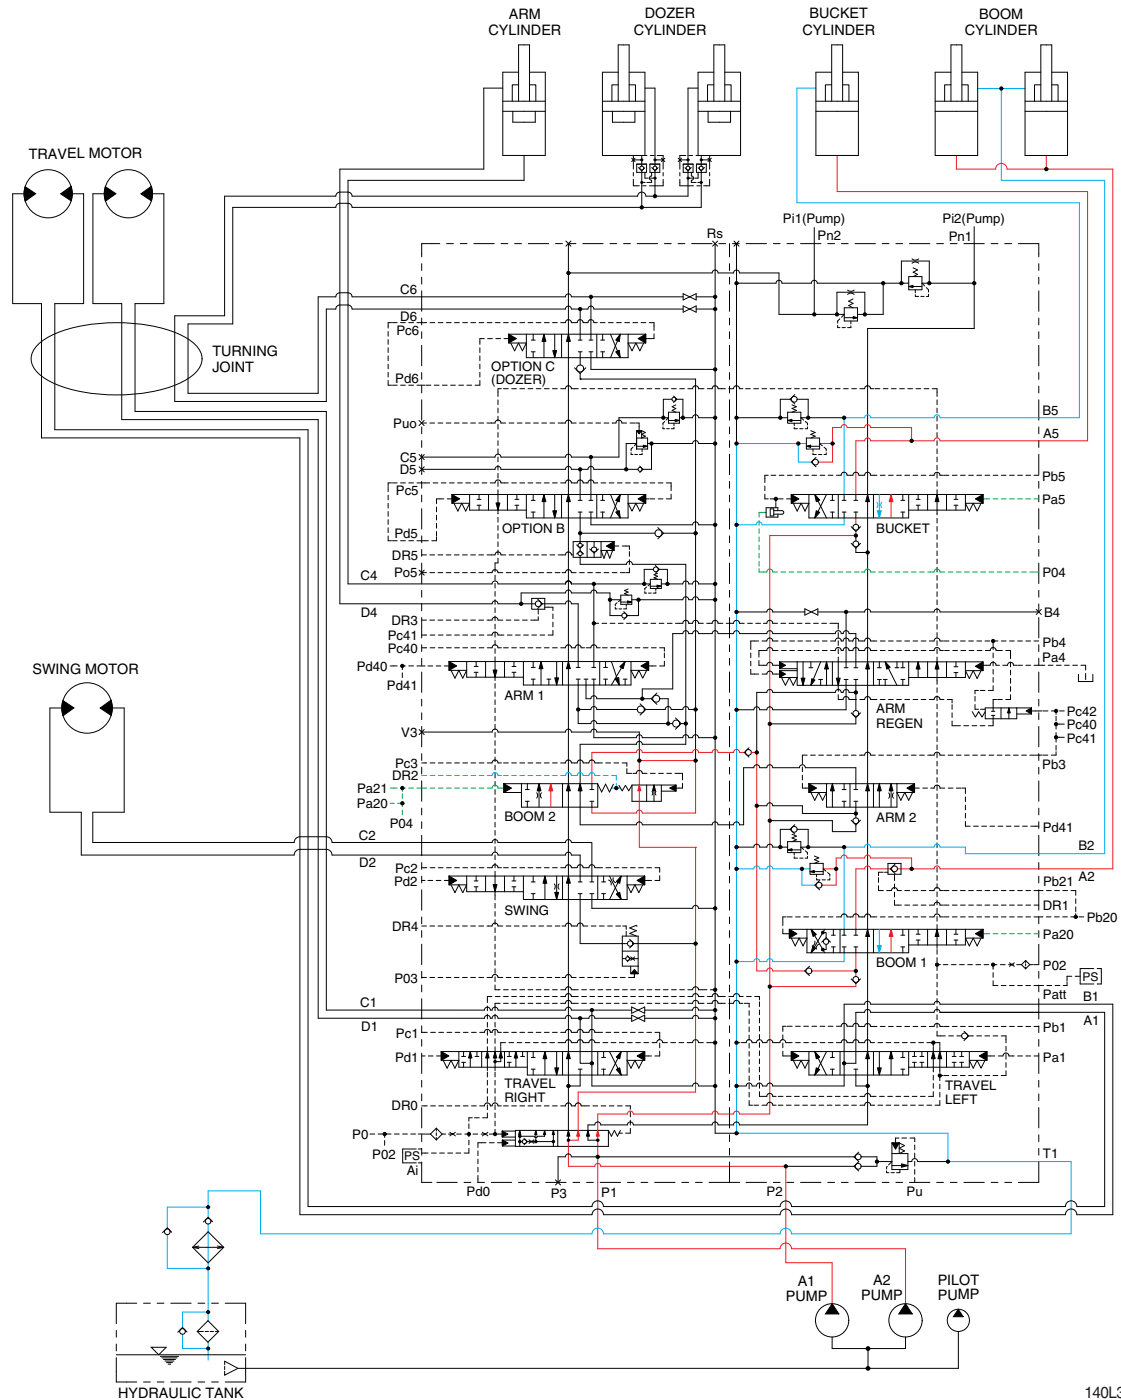 ARM
CYLINDER
DOZER
CYLINDER
BUCKET
CYLINDER
BOOM
CYLINDER
TRAVEL MOTOR
TURNING
JOINT
SWING MOTOR
Rs
Pi1(Pump)
Pn2
Pi2(Pump)
Pn1
C6
D6
Pc6
Pd6
OPTION C
(DOZER)
Puo
C5
D5
Pc5
Pd5
OPTION B
DR5
Po5
C4
D4
DR3
Pc41
Pc40
Pd40
Pd41
ARM 1
V3
Pc3
DR2
Pa21
Pa20
P04
BOOM 2
C2
D2
Pc2
Pd2
SWING
DR4
P03
C1
D1
Pc1
Pd1
TRAVEL
RIGHT
DR0
P0
P02
PS
Ai
Pd0
P3
P1
P2
Pu
B5
A5
Pb5
Pa5
BUCKET
P04
B4
Pb4
Pa4
ARM
REGEN
Pc42
Pc40
Pc41
Pb3
ARM 2
Pd41
B2
A2
Pb21
DR1
Pb20
Pa20
BOOM 1
P02
PS
Patt
B1
A1
Pb1
Pa1
TRAVEL
LEFT
T1
A1
PUMP
A2
PUMP
PILOT
PUMP
HYDRAULIC TANK